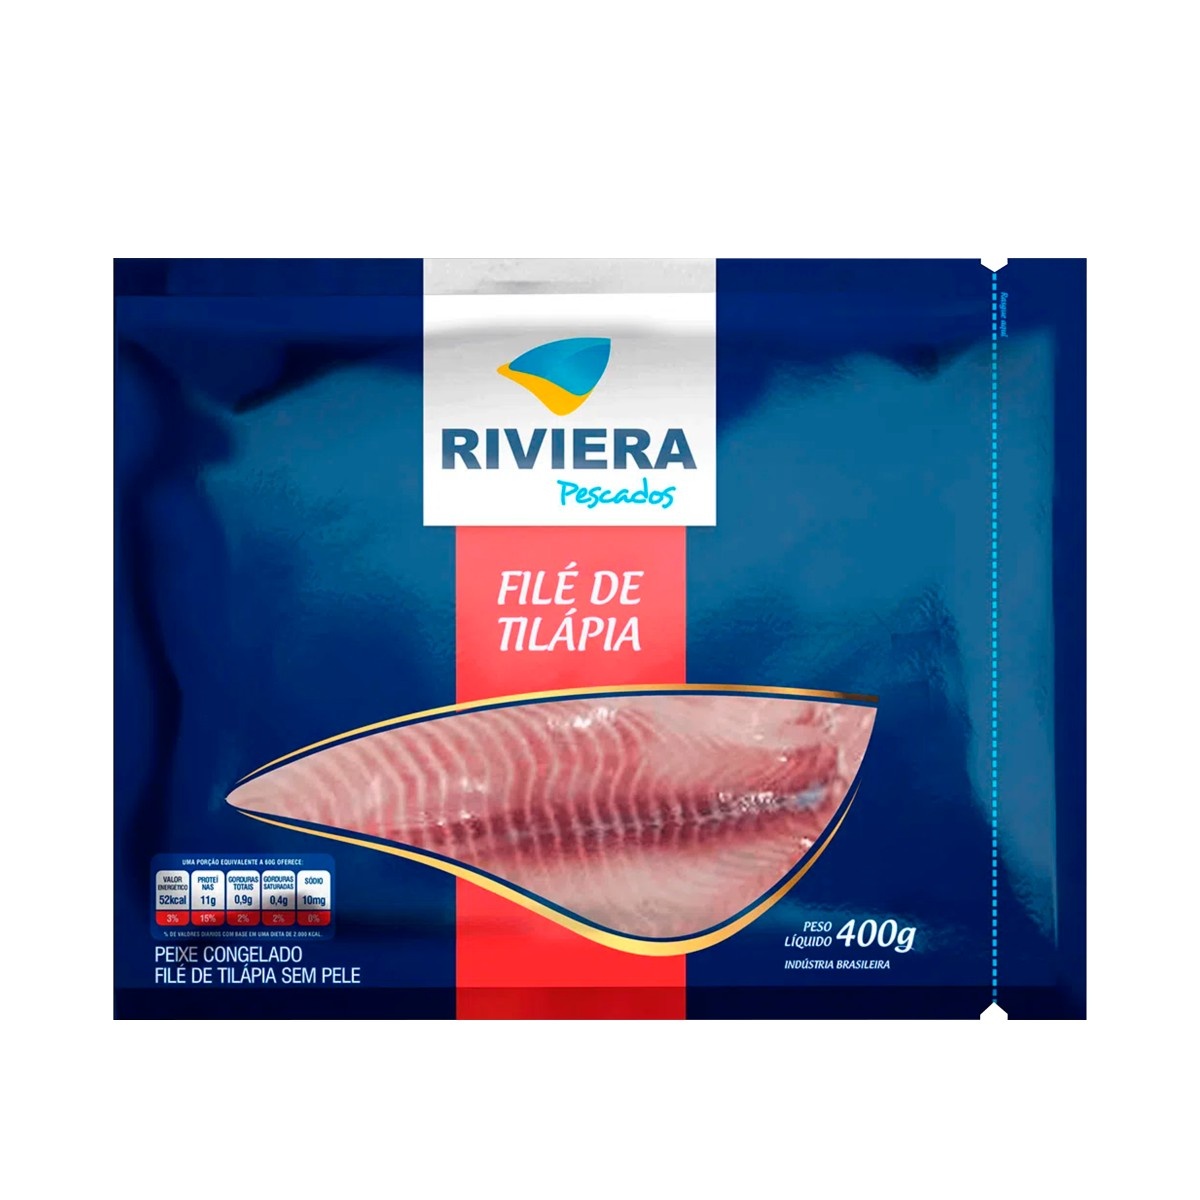 Rasgue aqui
RIVIERA
Pescados
FILÉ DE
TILÁPIA
UMA PORÇÃO EQUIVALENTE A 60G OFERECE:
VALOR ENERGÉTICO 52kcal 3%
PROTEÍNAS 11g 15%
GORDURAS TOTAIS 0,9g 2%
GORDURAS SATURADAS 0,4g 2%
SÓDIO 10mg 0%
% DE VALORES DIÁRIOS COM BASE EM UMA DIETA DE 2.000 KCAL.
PEIXE CONGELADO
FILÉ DE TILÁPIA SEM PELE
PESO
LÍQUIDO 400g
INDÚSTRIA BRASILEIRA